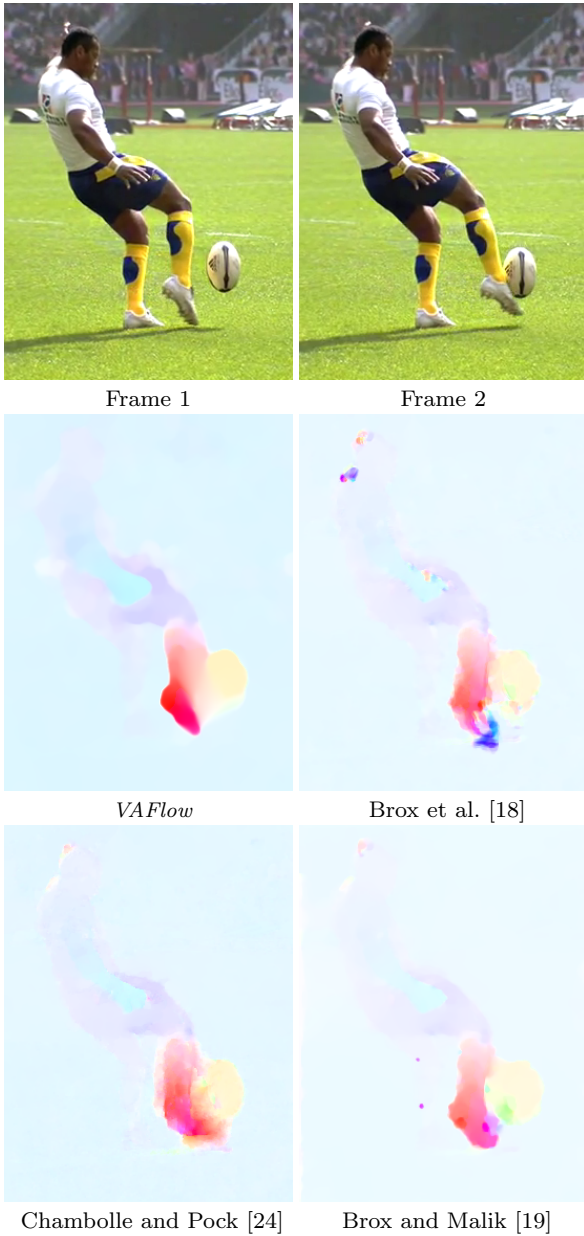 Frame 1
Frame 2
VAFlow
Brox et al. [18]
Chambolle and Pock [24]
Brox and Malik [19]